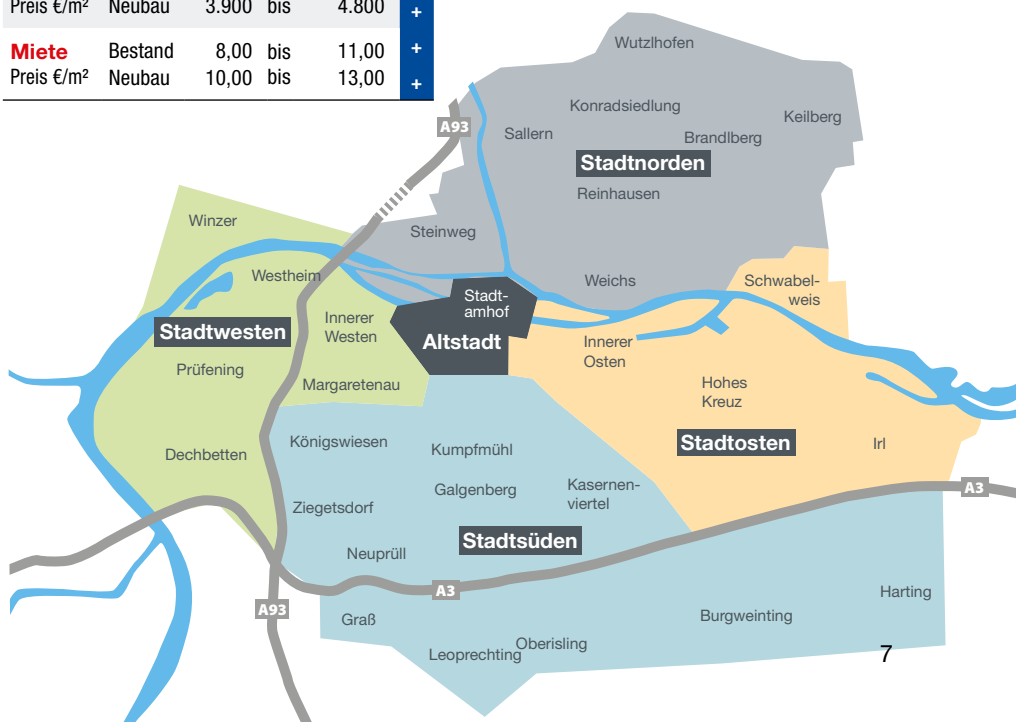 Preis €/m² Neubau 3.900 bis 4.800 +
Miete Bestand 8,00 bis 11,00 +
Preis €/m² Neubau 10,00 bis 13,00 +
Wutzlhofen
Konradsiedlung
Keilberg
A93
Sallern
Brandlberg
Stadtnorden
Reinhausen
Winzer
Steinweg
Westheim
Weichs
Schwabel-
weis
Stadt-
amhof
Innerer
Westen
Stadtwesten
Altstadt
Innerer
Osten
Prüfening
Margaretenau
Hohes
Kreuz
Königswiesen
Kumpfmühl
Stadtosten
Irl
Dechbetten
Galgenberg
Kasernen-
viertel
A3
Ziegetsdorf
Stadtsüden
Neuprüll
A3
Harting
A93
Graß
Burgweinting
Oberisling
Leoprechting
7